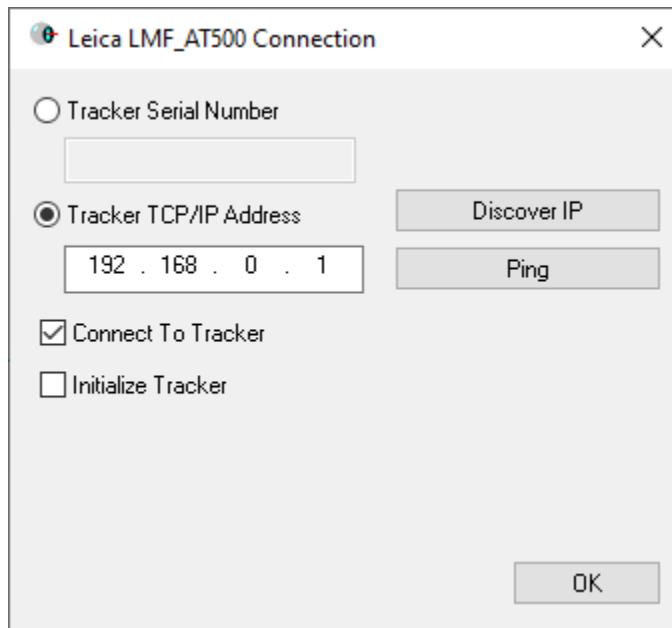 Leica LMF_AT500 Connection
Tracker Serial Number
Tracker TCP/IP Address
Discover IP
192 . 168 . 0 . 1
Ping
Connect To Tracker
Initialize Tracker
OK